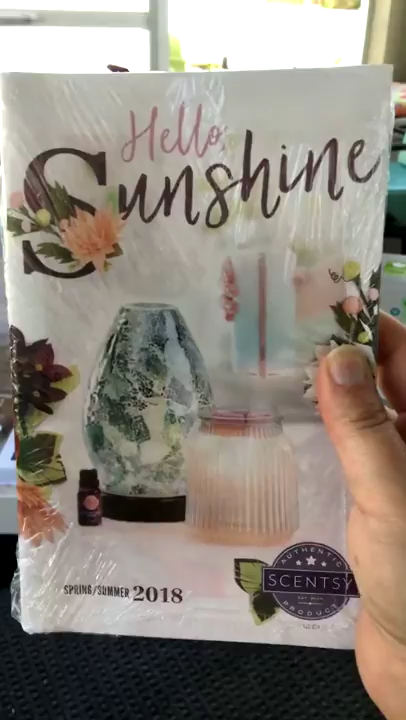 Hello
Sunshine
SPRING/SUMMER 2018
AUTHENTIC
SCENTSY
PRODUCT